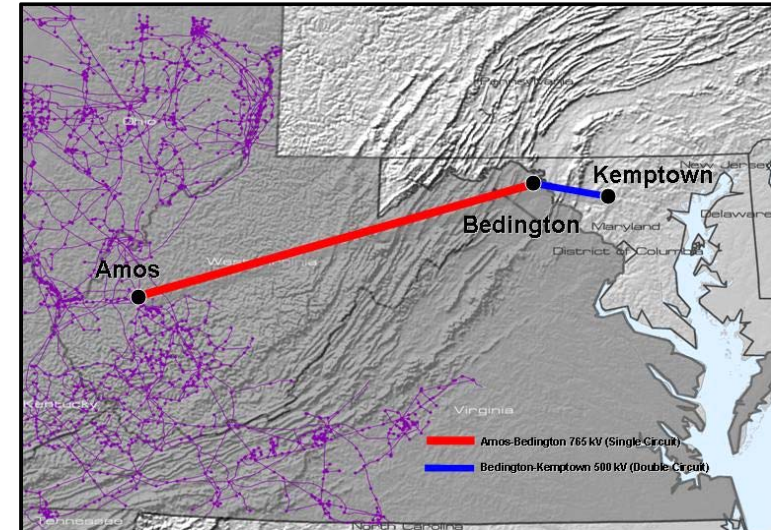 Pennsylvania
Ohio
New Jersey
Kemptown
Bedington
Delaware
Maryland
District of Columbia
West Virginia
Amos
Kentucky
Virginia
Amos-Bedington 765 kV (Single Circuit)
Bedington-Kemptown 500 kV (Double Circuit)
Tennessee
North Carolina